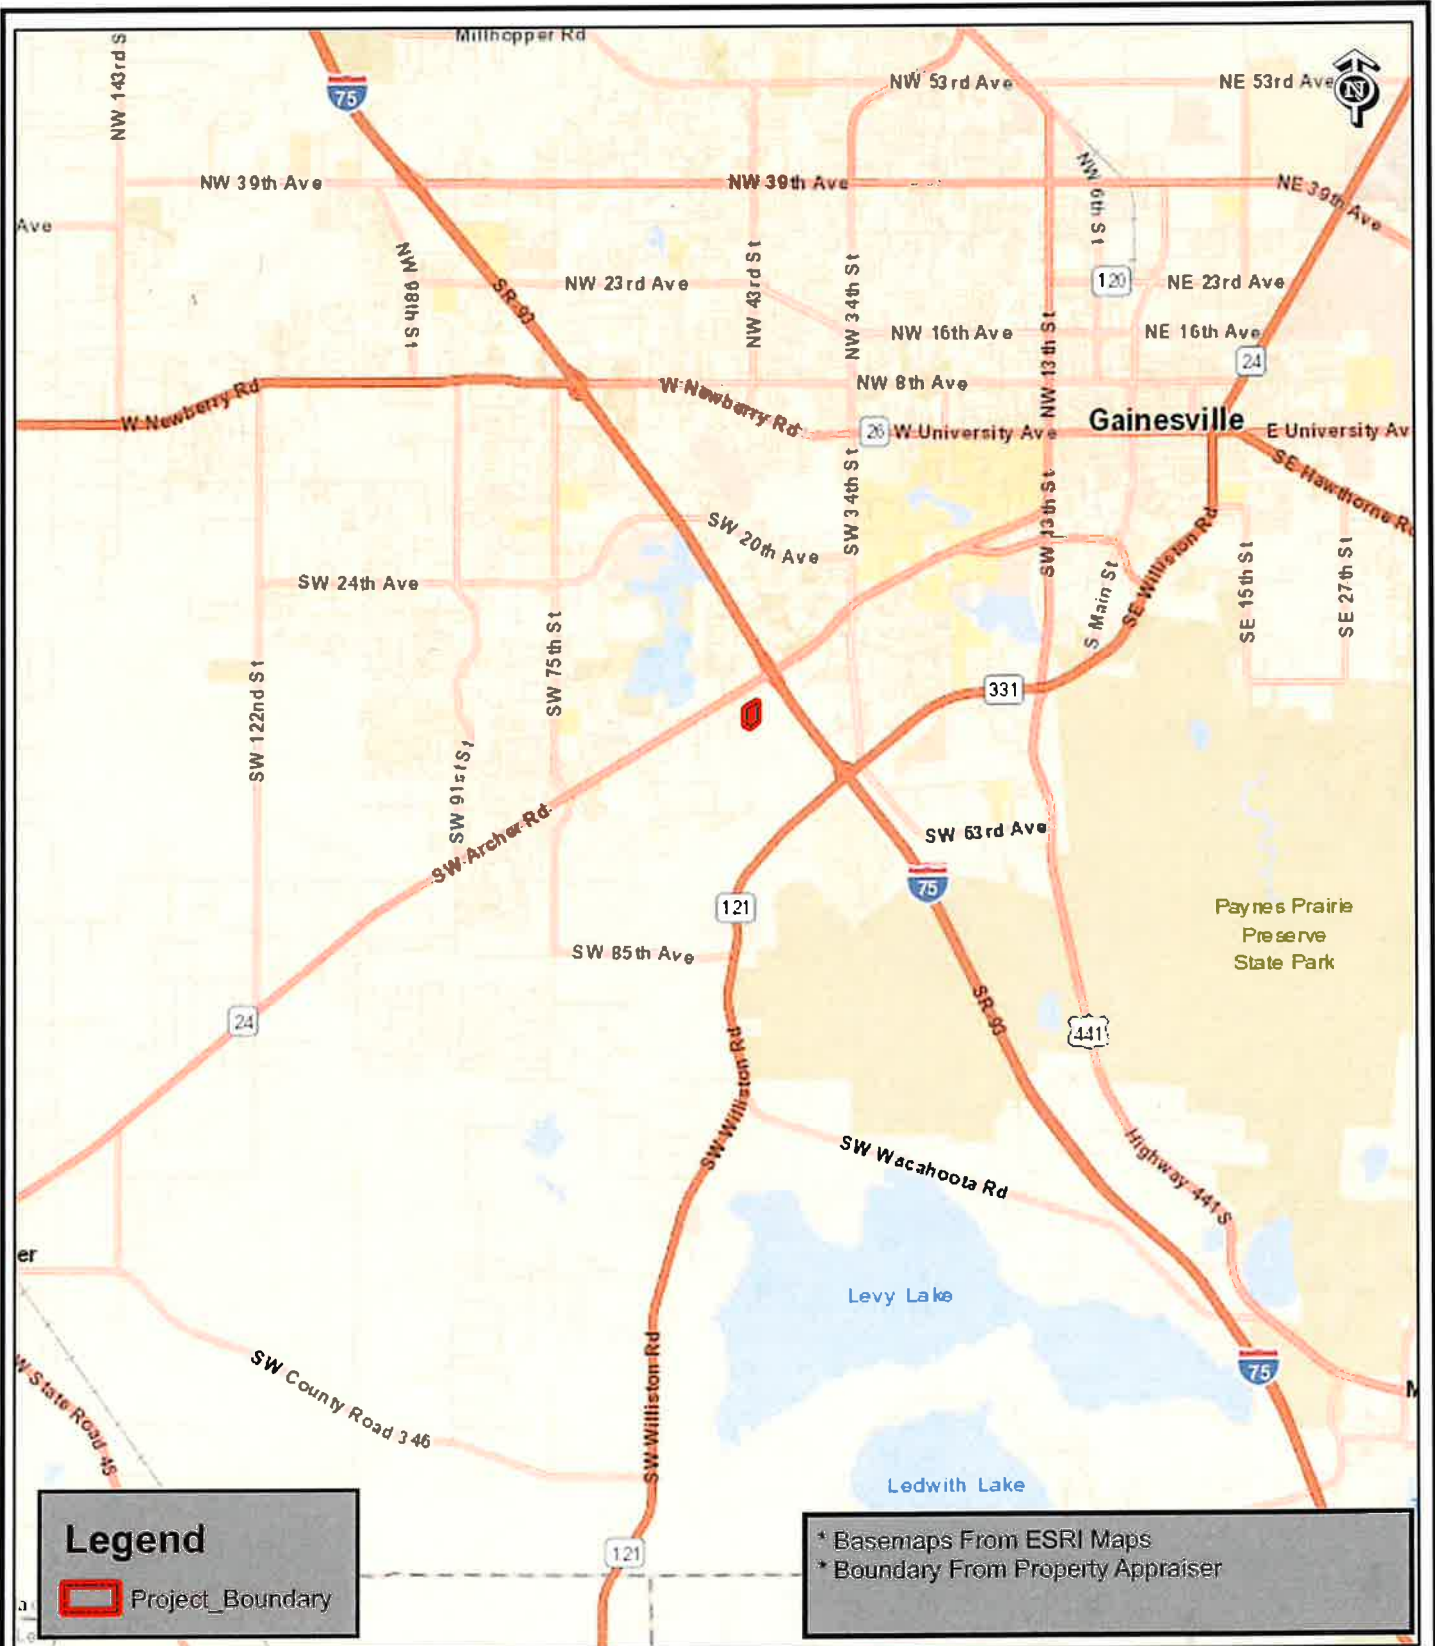 Millhopper Rd
NW 143rd S
75
NW 53rd Ave
NE 53rd Ave
N
NW 39th Ave
NW 39th Ave
NE 39th Ave
NW 6th St
Ave
NW 98th St
SR-93
NW 23rd Ave
NW 43rd St
NW 34th St
120
NE 23rd Ave
NW 16th Ave
NE 16th Ave
NW 13th St
24
W Newberry Rd
W Newberry Rd
NW 8th Ave
Gainesville
26
W University Ave
E University Av
SE Hawthorne Rd
SW 34th St
SW 13th St
SW 20th Ave
SE Williston Rd
SW 24th Ave
S Main St
SE 15th St
SE 27th St
SW 75th St
SW 122nd St
331
SW 91st St
SW Archer Rd
SW 63rd Ave
75
121
Paynes Prairie
Preserve
State Park
SW 85th Ave
24
SR 93
441
SW Williston Rd
SW Wacahoota Rd
Highway 441 S
er
Levy Lake
75
SW County Road 346
SW Williston Rd
W State Road 45
M
Ledwith Lake
Legend
Project_Boundary
121
* Basemaps From ESRI Maps
* Boundary From Property Appraiser
a
Le